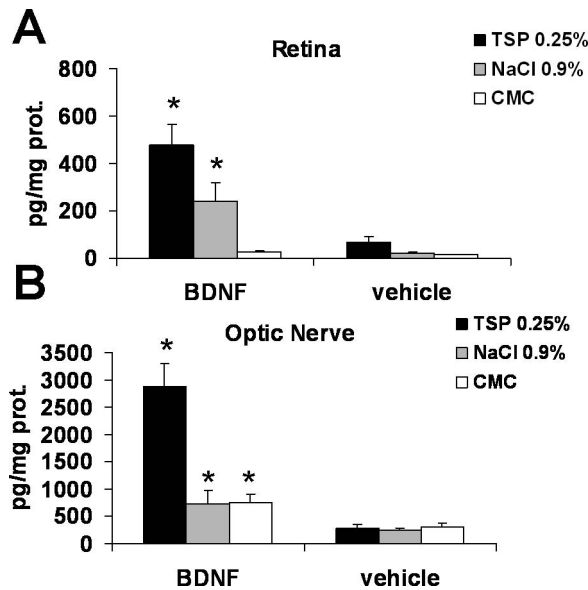 A
Retina
TSP 0.25%
NaCl 0.9%
CMC
pg/mg prot.
800
600
400
200
0
*
*
BDNF
vehicle
B
Optic Nerve
TSP 0.25%
NaCl 0.9%
CMC
pg/mg prot.
3500
3000
2500
2000
1500
1000
500
0
*
*
*
BDNF
vehicle